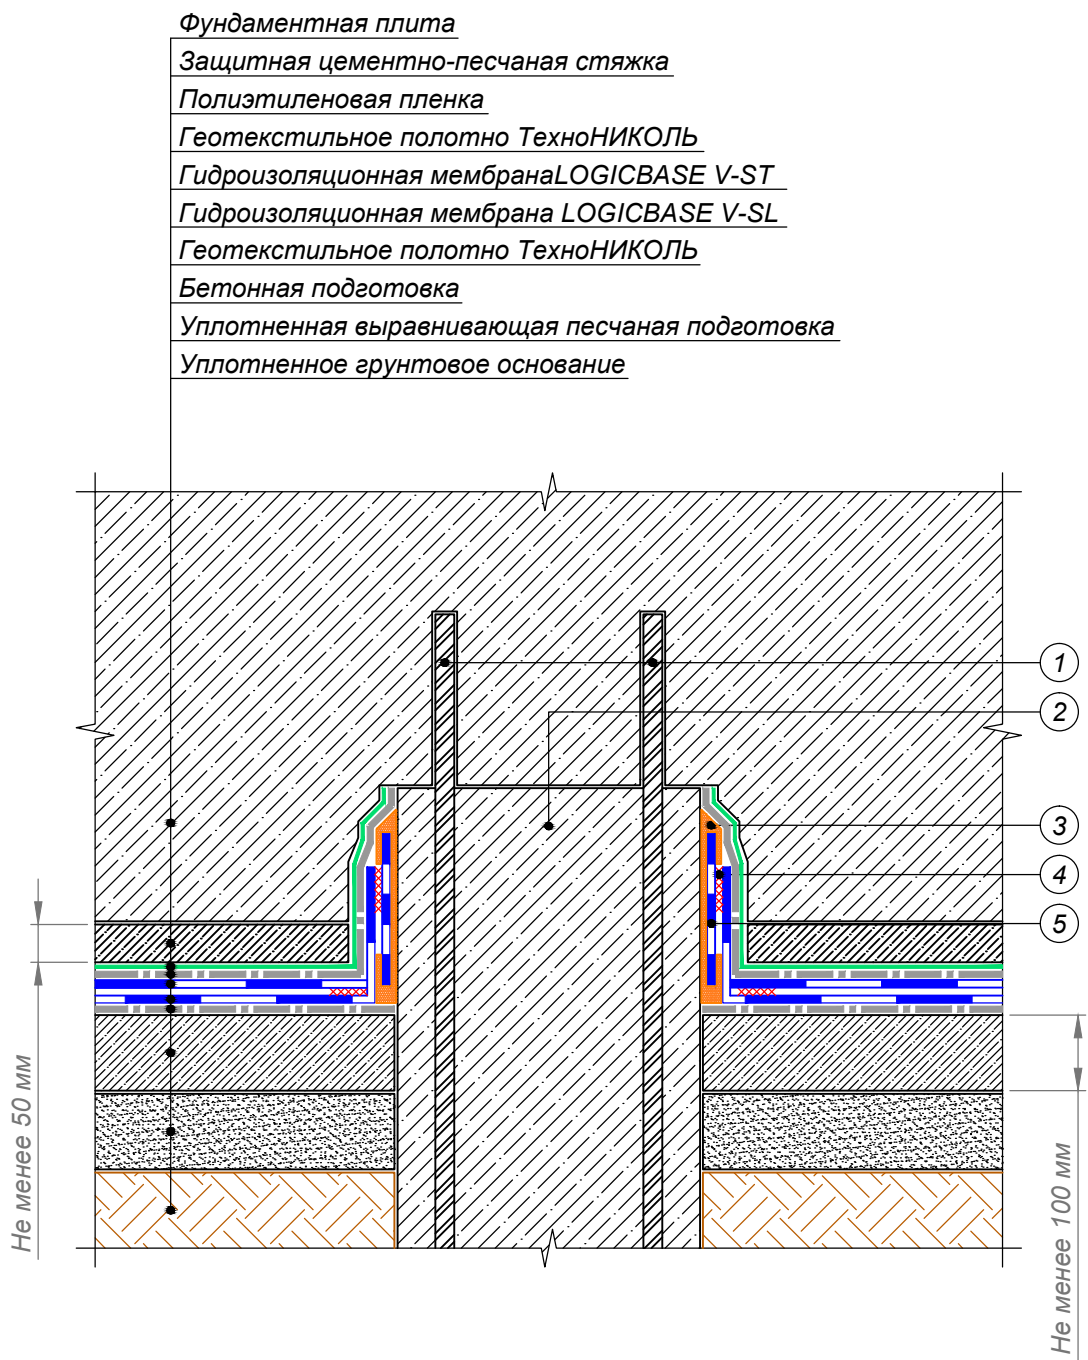 Фундаментная плита
Защитная цементно-песчаная стяжка
Полиэтиленовая пленка
Геотекстильное полотно ТехноНИКОЛЬ
Гидроизоляционная мембранаLOGICBASE V-ST
Гидроизоляционная мембрана LOGICBASE V-SL
Геотекстильное полотно ТехноНИКОЛЬ
Бетонная подготовка
Уплотненная выравнивающая песчаная подготовка
Уплотненное грунтовое основание
1
2
3
4
5
Не менее 50 мм
Не менее 100 мм